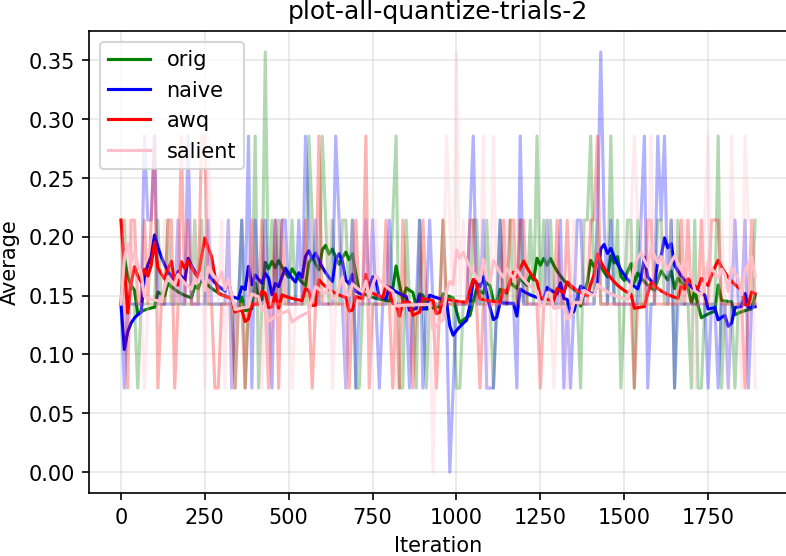 plot-all-quantize-trials-2
orig
naive
awq
salient
Average
0.35
0.30
0.25
0.20
0.15
0.10
0.05
0.00
0 250 500 750 1000 1250 1500 1750
Iteration